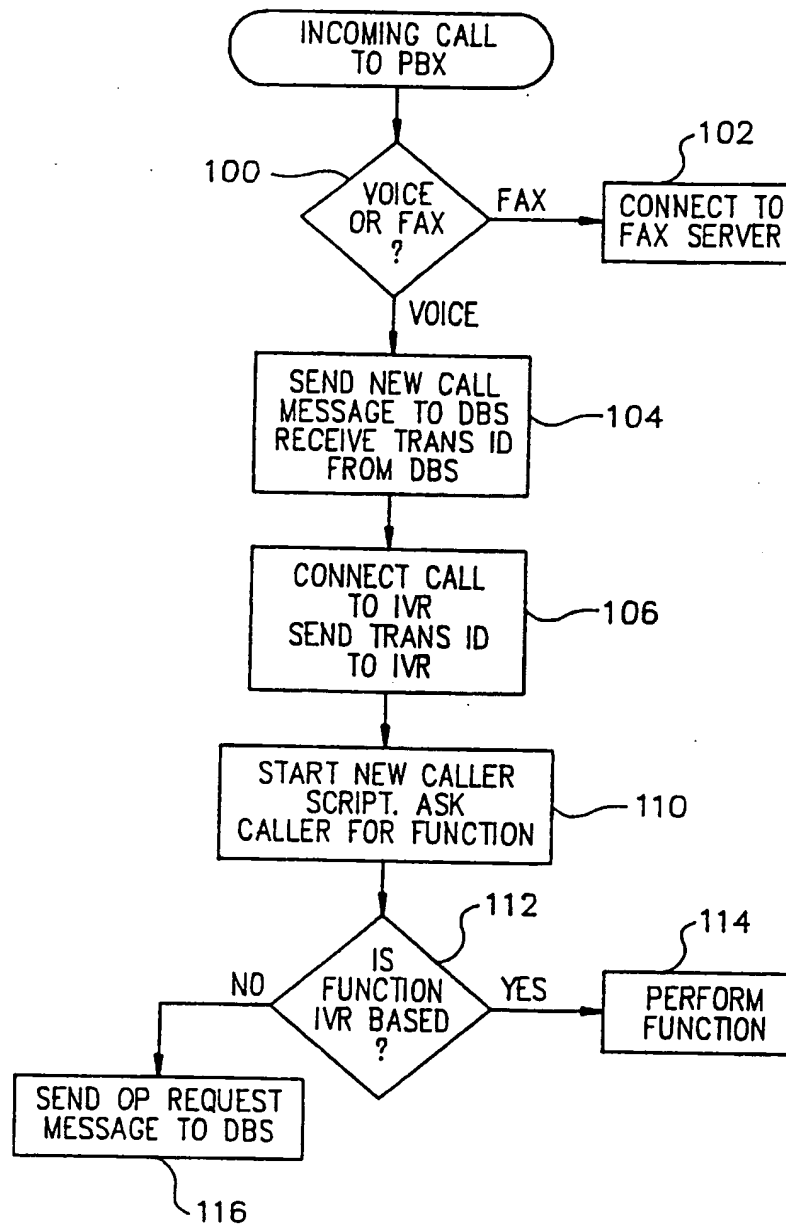 INCOMING CALL
TO PBX
100
VOICE
OR FAX
?
FAX
102
CONNECT TO
FAX SERVER
VOICE
SEND NEW CALL
MESSAGE TO DBS
RECEIVE TRANS ID
FROM DBS
104
CONNECT CALL
TO IVR
SEND TRANS ID
TO IVR
106
START NEW CALLER
SCRIPT. ASK
CALLER FOR FUNCTION
110
112
IS
FUNCTION
IVR BASED
?
NO
YES
114
PERFORM
FUNCTION
SEND OP REQUEST
MESSAGE TO DBS
116